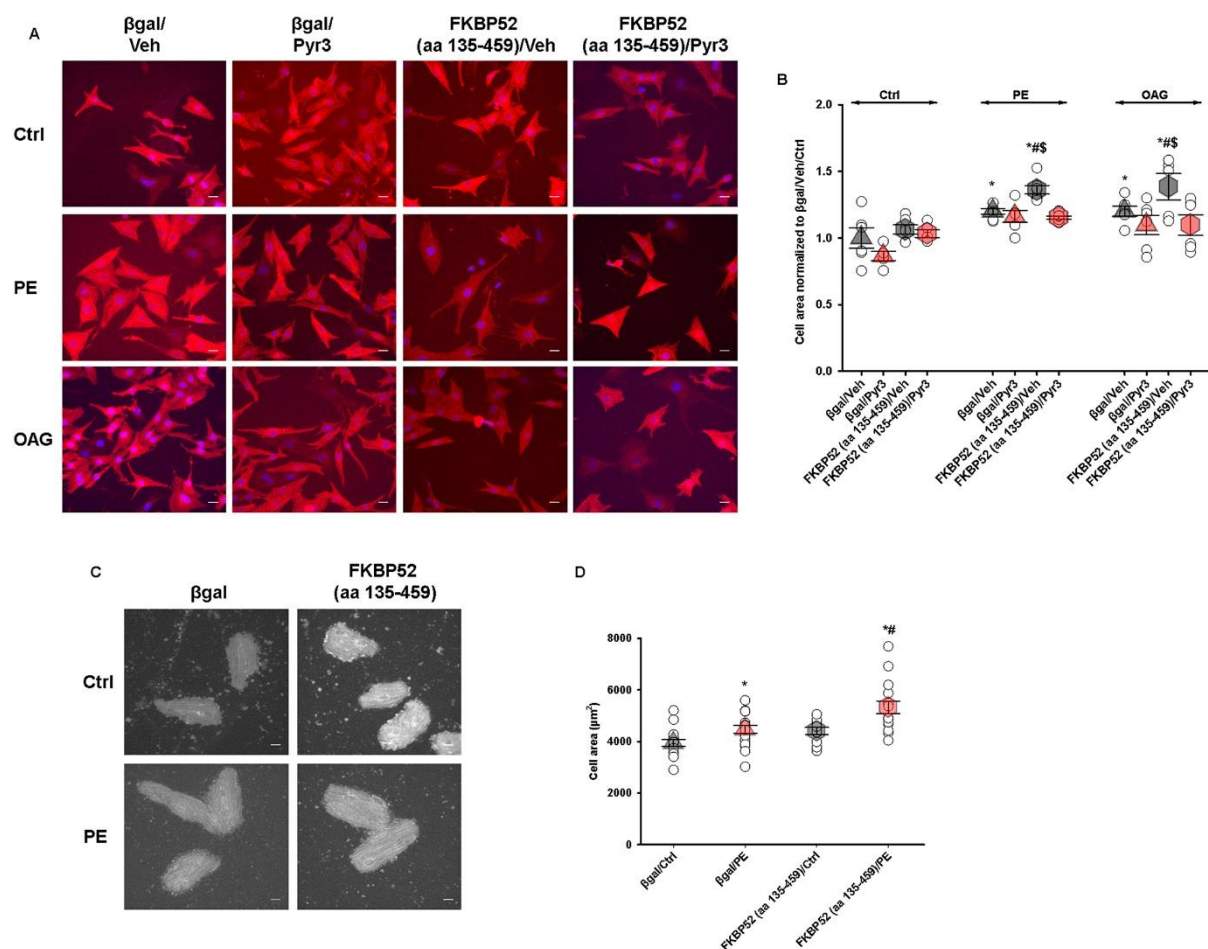 A
βgal/
Veh
βgal/
Pyr3
FKBP52
(aa 135-459)/Veh
FKBP52
(aa 135-459)/Pyr3
Ctrl
PE
OAG
B
Ctrl
PE
OAG
*
*#$
*
*#$
2.0
1.5
1.0
0.5
0.0
Cell area normalized to βgal/Veh/Ctrl
βgal/Veh
βgal/Pyr3
FKBP52 (aa 135-459)/Veh
FKBP52 (aa 135-459)/Pyr3
βgal/Veh
βgal/Pyr3
FKBP52 (aa 135-459)/Veh
FKBP52 (aa 135-459)/Pyr3
βgal/Veh
βgal/Pyr3
FKBP52 (aa 135-459)/Veh
FKBP52 (aa 135-459)/Pyr3
C
βgal
FKBP52
(aa 135-459)
Ctrl
PE
D
*
*#
8000
6000
4000
2000
0
Cell area (µm²)
βgal/Ctrl
βgal/PE
FKBP52 (aa 135-459)/Ctrl
FKBP52 (aa 135-459)/PE